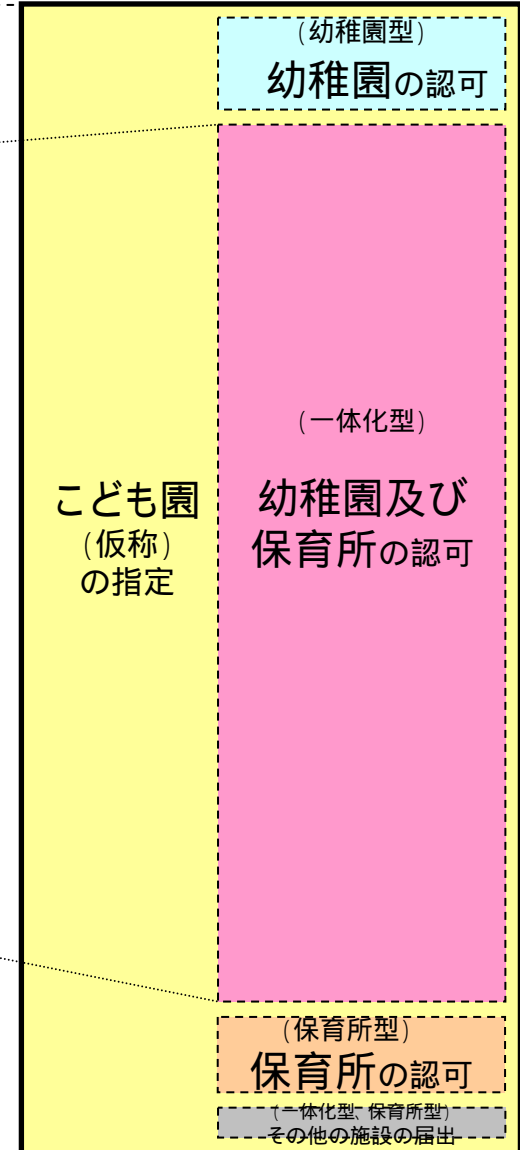 (幼稚園型)
幼稚園の認可
(一体化型)
幼稚園及び
保育所の認可
こども園
(仮称)
の指定
(保育所型)
保育所の認可
(一体化型、保育所型)
その他の施設の届出